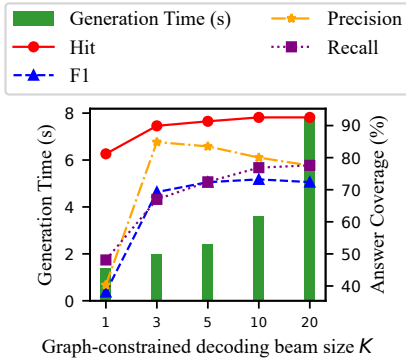 Generation Time (s)
Hit
F1
Precision
Recall
8
6
4
2
0
Generation Time (s)
90
80
70
60
50
40
Answer Coverage (%)
1 3 5 10 20
Graph-constrained decoding beam size K